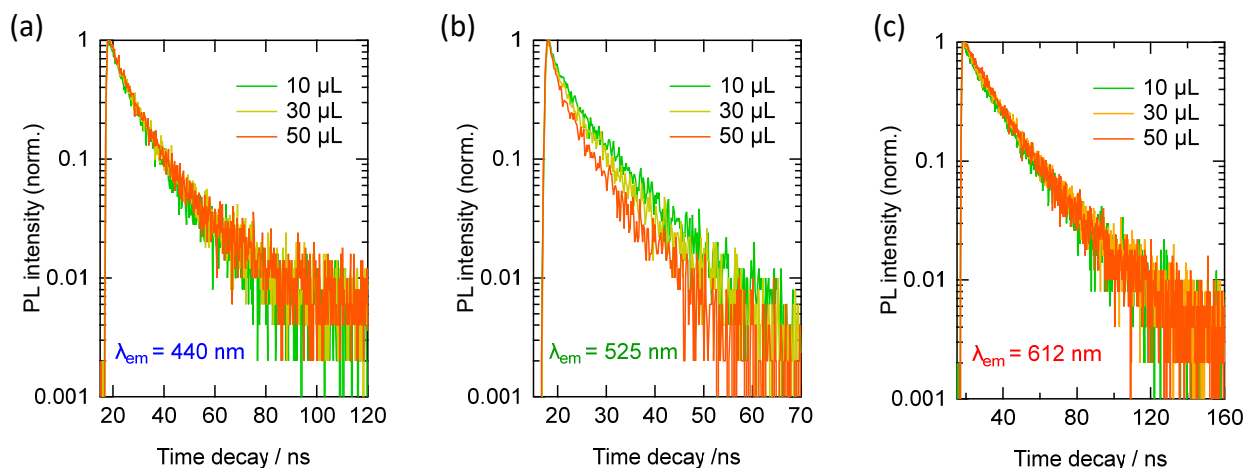 (a)
1
0.1
0.01
0.001
PL intensity (norm.)
10 µL
30 µL
50 µL
λem = 440 nm
20 40 60 80 100 120
Time decay / ns
(b)
1
0.1
0.01
0.001
PL intensity (norm.)
10 µL
30 µL
50 µL
λem = 525 nm
20 30 40 50 60 70
Time decay /ns
(c)
1
0.1
0.01
0.001
PL intensity (norm.)
10 µL
30 µL
50 µL
λem = 612 nm
40 80 120 160
Time decay / ns